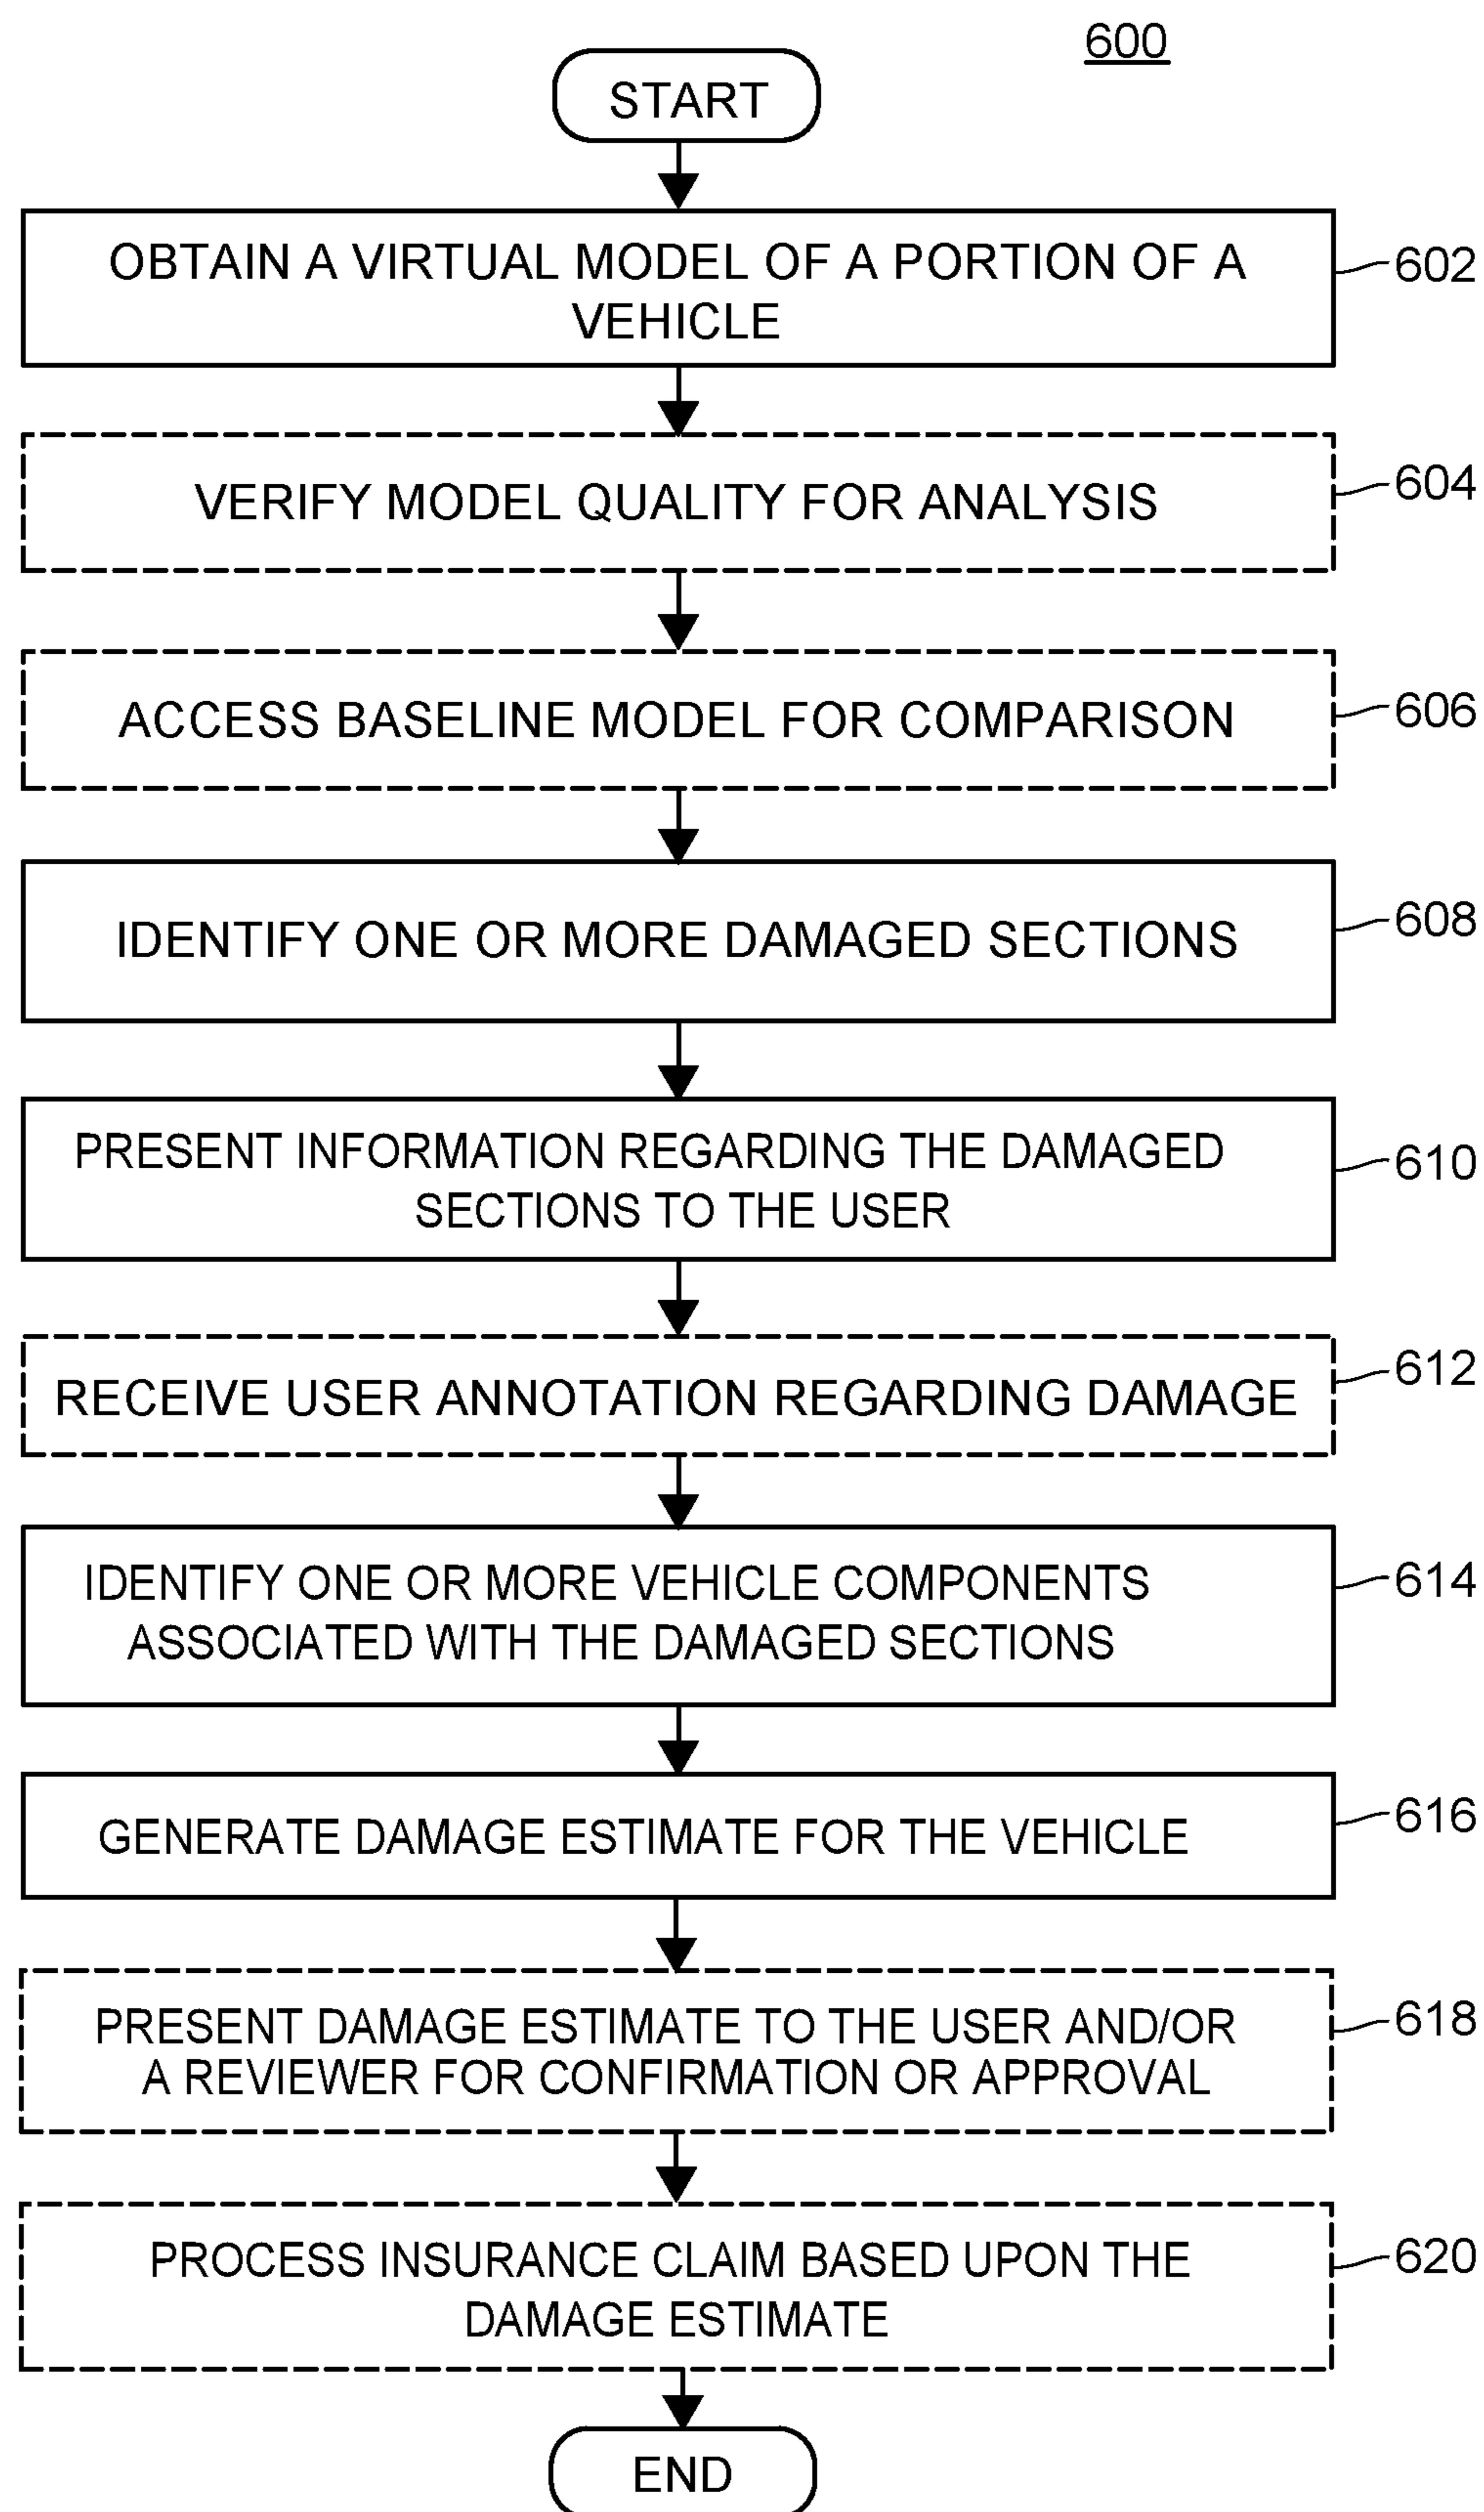 600
START
OBTAIN A VIRTUAL MODEL OF A PORTION OF A
VEHICLE
602
VERIFY MODEL QUALITY FOR ANALYSIS
604
ACCESS BASELINE MODEL FOR COMPARISON
606
IDENTIFY ONE OR MORE DAMAGED SECTIONS
608
PRESENT INFORMATION REGARDING THE DAMAGED
SECTIONS TO THE USER
610
RECEIVE USER ANNOTATION REGARDING DAMAGE
612
IDENTIFY ONE OR MORE VEHICLE COMPONENTS
ASSOCIATED WITH THE DAMAGED SECTIONS
614
GENERATE DAMAGE ESTIMATE FOR THE VEHICLE
616
PRESENT DAMAGE ESTIMATE TO THE USER AND/OR
A REVIEWER FOR CONFIRMATION OR APPROVAL
618
PROCESS INSURANCE CLAIM BASED UPON THE
DAMAGE ESTIMATE
620
END